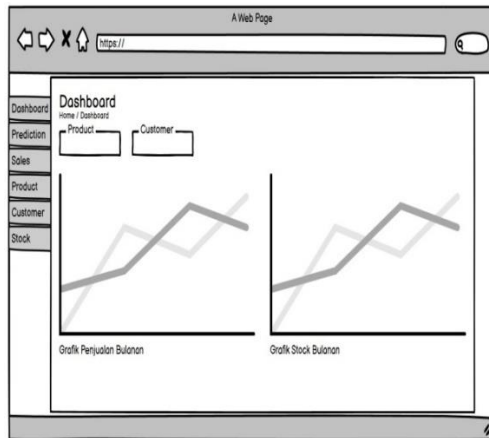 A Web Page
https://
Dashboard
Prediction
Sales
Product
Customer
Stock
Dashboard
Home / Dashboard
Product
Customer
Grafik Penjualan Bulanan
Grafik Stock Bulanan